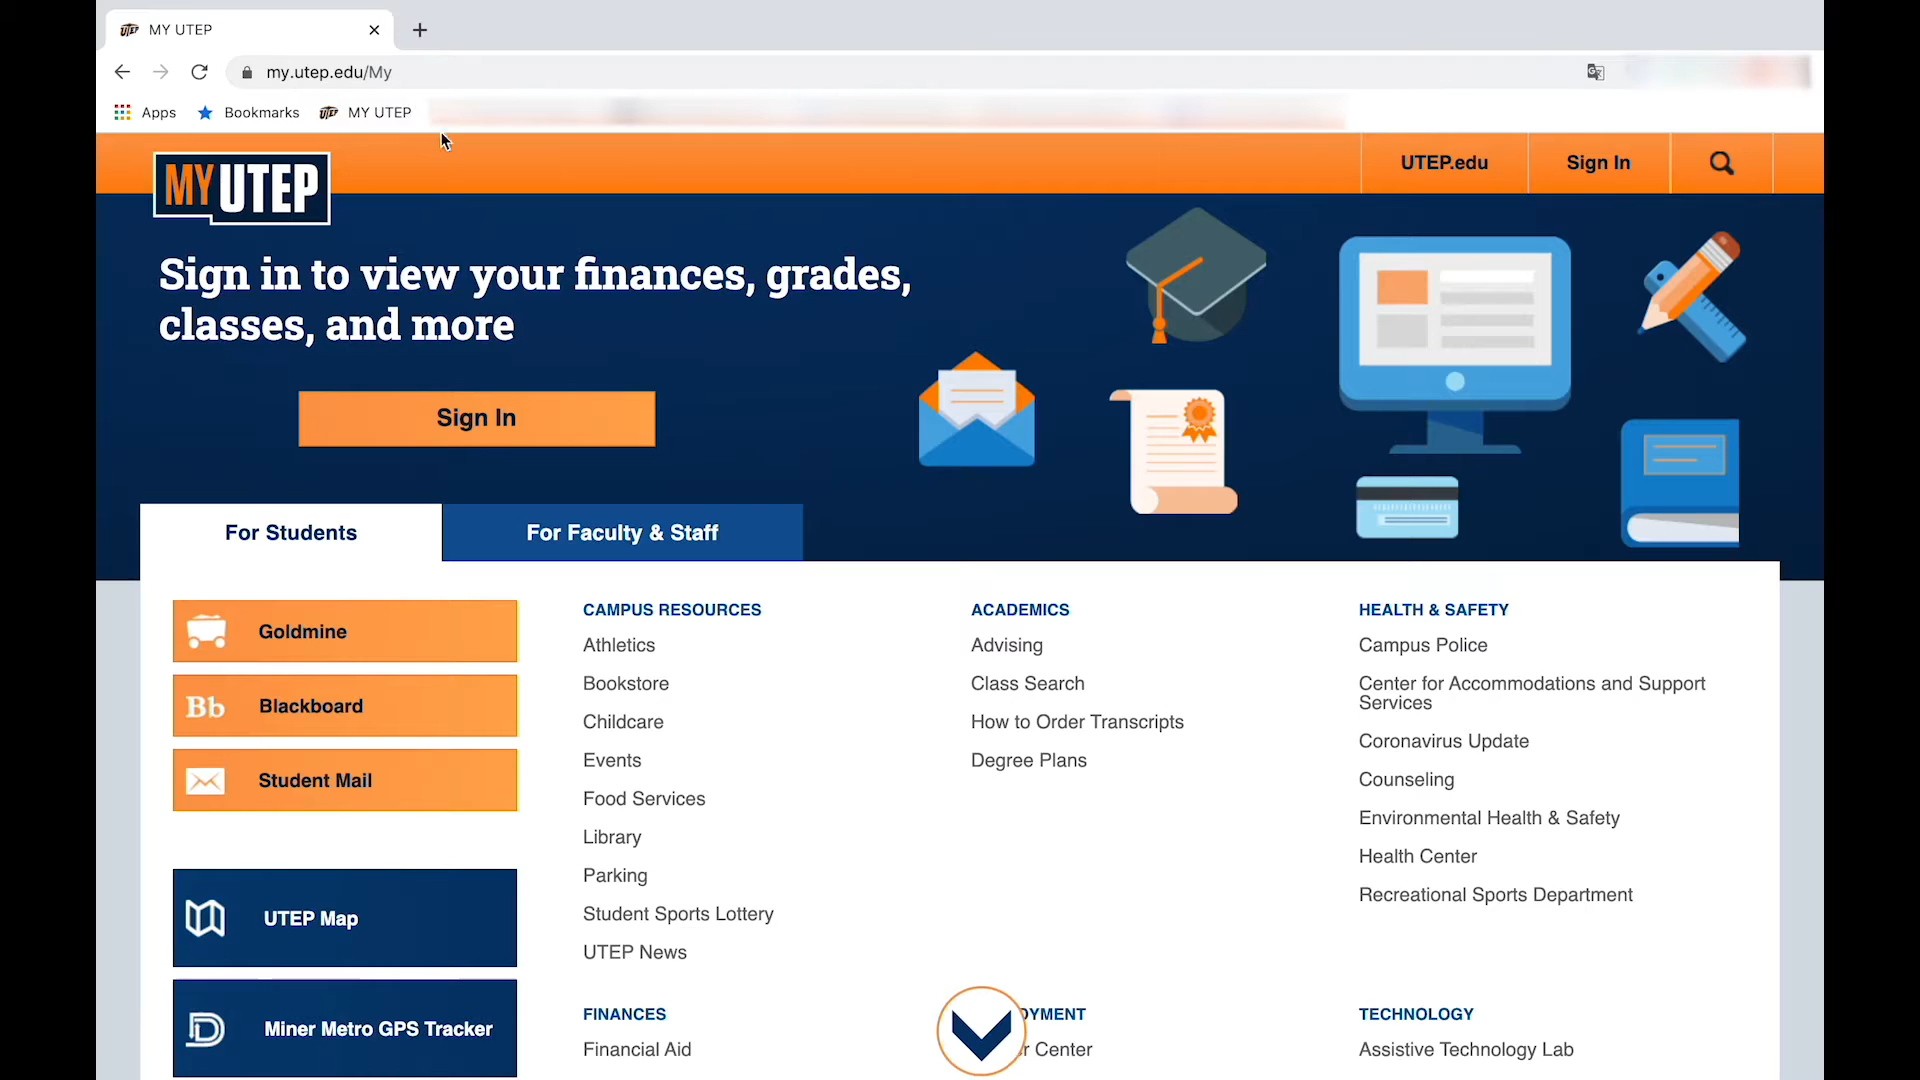 MY UTEP
my.utep.edu/My
Apps
Bookmarks
MY UTEP
MY UTEP
UTEP.edu
Sign In
Sign in to view your finances, grades,
classes, and more
Sign In
For Students
For Faculty & Staff
Goldmine
Bb
Blackboard
Student Mail
UTEP Map
Miner Metro GPS Tracker
CAMPUS RESOURCES
Athletics
Bookstore
Childcare
Events
Food Services
Library
Parking
Student Sports Lottery
UTEP News
FINANCES
Financial Aid
ACADEMICS
Advising
Class Search
How to Order Transcripts
Degree Plans
OYMENT
r Center
HEALTH & SAFETY
Campus Police
Center for Accommodations and Support
Services
Coronavirus Update
Counseling
Environmental Health & Safety
Health Center
Recreational Sports Department
TECHNOLOGY
Assistive Technology Lab